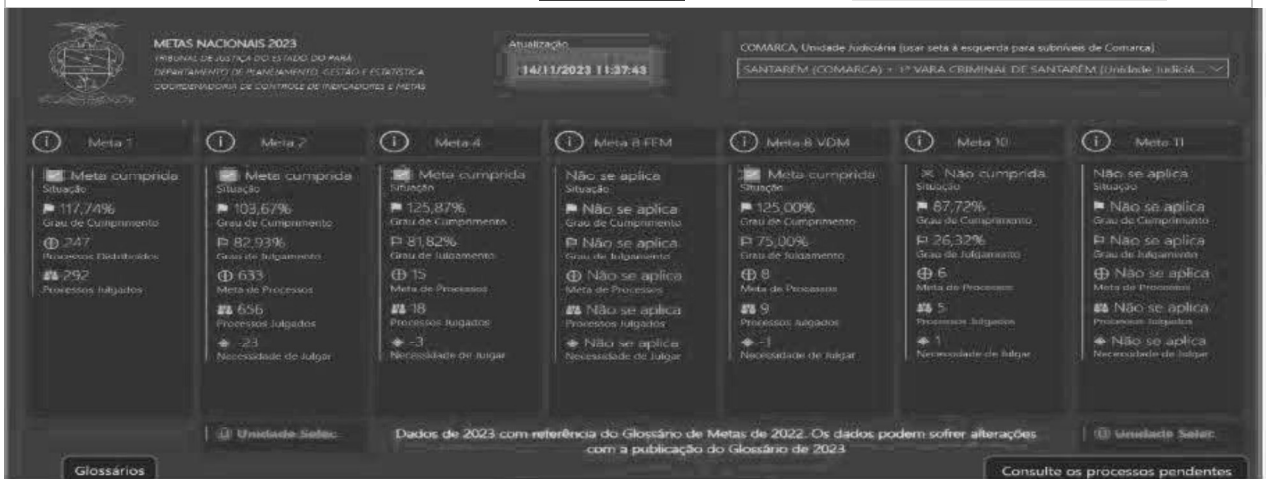 METAS NACIONAIS 2023
TRIBUNAL DE JUSTIÇA DO ESTADO DO PARÁ
DEPARTAMENTO DE PLANEJAMENTO, GESTÃO E ESTATÍSTICA
COORDENADORIA DE CONTROLE DE INDICADORES E METAS
Atualização
14/11/2023 11:37:43
COMARCA, Unidade Judiciária (usar seta à esquerda para subníveis de Comarca)
SANTARÉM (COMARCA) + 1ª VARA CRIMINAL DE SANTARÉM (Unidade Judiciá...
Meta 1
Meta cumprida
Situação
117,74%
Grau de Cumprimento
247
Processos Distribuídos
292
Processos Julgados
Meta 2
Meta cumprida
Situação
103,67%
Grau de Cumprimento
82,93%
Grau de Julgamento
633
Meta de Processos
656
Processos Julgados
-23
Necessidade de Julgar
Unidade Selec
Meta 4
Meta cumprida
Situação
125,87%
Grau de Cumprimento
81,82%
Grau de Julgamento
15
Meta de Processos
18
Processos Julgados
-3
Necessidade de Julgar
Meta 8 FEM
Não se aplica
Situação
Não se aplica
Grau de Cumprimento
Não se aplica
Grau de Julgamento
Não se aplica
Meta de Processos
Não se aplica
Processos Julgados
Não se aplica
Necessidade de Julgar
Meta 8 VDM
Meta cumprida
Situação
125,00%
Grau de Cumprimento
75,00%
Grau de Julgamento
8
Meta de Processos
9
Processos Julgados
-1
Necessidade de Julgar
Meta 10
Não cumprida
Situação
87,72%
Grau de Cumprimento
26,32%
Grau de Julgamento
6
Meta de Processos
5
Processos Julgados
1
Necessidade de Julgar
Meta 11
Não se aplica
Situação
Não se aplica
Grau de Cumprimento
Não se aplica
Grau de Julgamento
Não se aplica
Meta de Processos
Não se aplica
Processos Julgados
Não se aplica
Necessidade de Julgar
Unidade Selec
Dados de 2023 com referência do Glossário de Metas de 2022. Os dados podem sofrer alterações
com a publicação do Glossário de 2023
Glossários
Consulte os processos pendentes